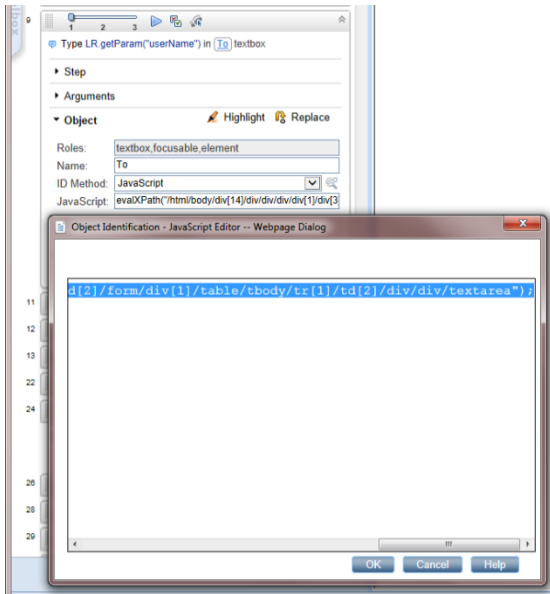 lbox
9
1 2 3
Type LR.getParam("userName") in To textbox
Step
Arguments
Object Highlight Replace
Roles: textbox,focusable,element
Name: To
ID Method: JavaScript
JavaScript: evalXPath("/html/body/div[14]/div/div/div/div[1]/div[3
Object Identification - JavaScript Editor -- Webpage Dialog
d[2]/form/div[1]/table/tbody/tr[1]/td[2]/div/div/textarea");
11
12
13
22
24
26
28
29
OK Cancel Help